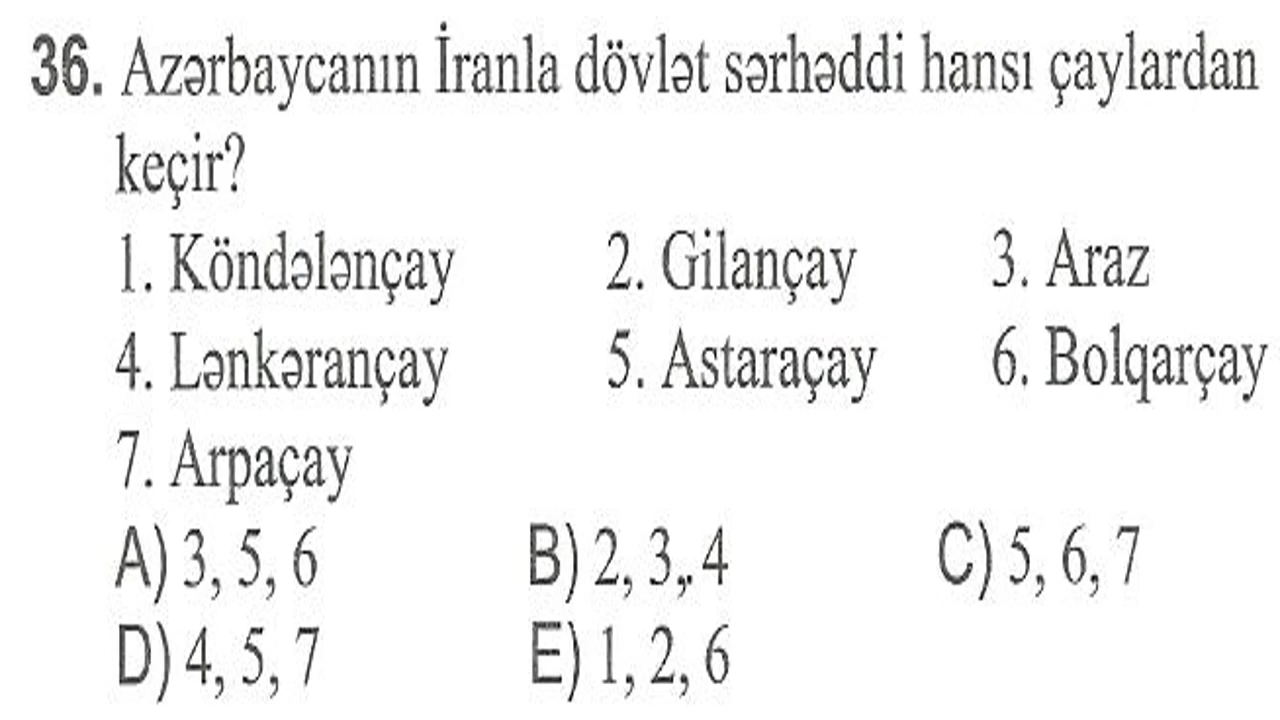 36. Azərbaycanın İranla dövlət sərhəddi hansı çaylardan
keçir?
1. Köndələnçay 2. Gilançay 3. Araz
4. Lənkərançay 5. Astaraçay 6. Bolqarçay
7. Arpaçay
A) 3, 5, 6 B) 2, 3, 4 C) 5, 6, 7
D) 4, 5, 7 E) 1, 2, 6